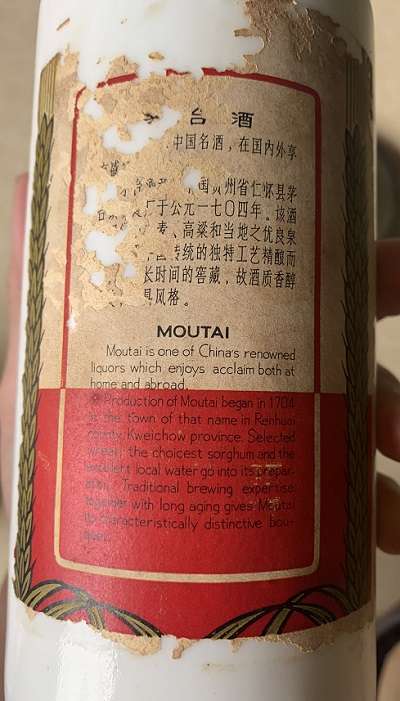 台酒
中国名酒，在国内外享
州省仁怀县茅
厂于公元一七〇四年。该酒
麦、高粱和当地之优良泉
传统的独特工艺精酿而
长时间的窖藏，故酒质香醇
风格。
MOUTAI
Moutai is one of China's renowned
liquors which enjoys acclaim both at
home and abroad.
Production of Moutai began in 1704
at the town of that name in Renhuai
county, Kweichow province. Selected
wheat, the choicest sorghum and the
excellent local water go into its prepar-
ation. Traditional brewing expertise
together with long aging gives Moutai
its characteristically distinctive bou-
quet.